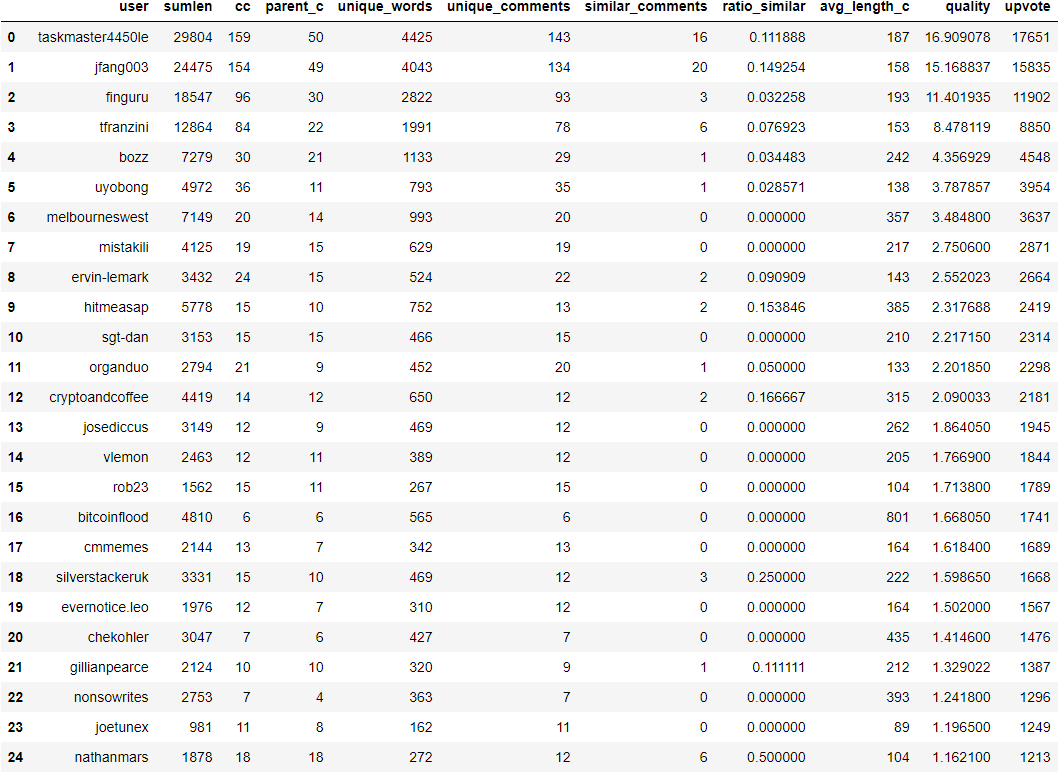 user sumlen cc parent_c unique_words unique_comments similar_comments ratio_similar avg_length_c quality upvote
0 taskmaster4450le 29804 159 50 4425 143 16 0.111888 187 16.909078 17651
1 jfang003 24475 154 49 4043 134 20 0.149254 158 15.168837 15835
2 finguru 18547 96 30 2822 93 3 0.032258 193 11.401935 11902
3 tfranzini 12864 84 22 1991 78 6 0.076923 153 8.478119 8850
4 bozz 7279 30 21 1133 29 1 0.034483 242 4.356929 4548
5 uyobong 4972 36 11 793 35 1 0.028571 138 3.787857 3954
6 melbourneswest 7149 20 14 993 20 0 0.000000 357 3.484800 3637
7 mistakili 4125 19 15 629 19 0 0.000000 217 2.750600 2871
8 ervin-lemark 3432 24 15 524 22 2 0.090909 143 2.552023 2664
9 hitmeasap 5778 15 10 752 13 2 0.153846 385 2.317688 2419
10 sgt-dan 3153 15 15 466 15 0 0.000000 210 2.217150 2314
11 organduo 2794 21 9 452 20 1 0.050000 133 2.201850 2298
12 cryptoandcoffee 4419 14 12 650 12 2 0.166667 315 2.090033 2181
13 josediccus 3149 12 9 469 12 0 0.000000 262 1.864050 1945
14 vlemon 2463 12 11 389 12 0 0.000000 205 1.766900 1844
15 rob23 1562 15 11 267 15 0 0.000000 104 1.713800 1789
16 bitcoinflood 4810 6 6 565 6 0 0.000000 801 1.668050 1741
17 cmmemes 2144 13 7 342 13 0 0.000000 164 1.618400 1689
18 silverstackeruk 3331 15 10 469 12 3 0.250000 222 1.598650 1668
19 evernotice.leo 1976 12 7 310 12 0 0.000000 164 1.502000 1567
20 chekohler 3047 7 6 427 7 0 0.000000 435 1.414600 1476
21 gillianpearce 2124 10 10 320 9 1 0.111111 212 1.329022 1387
22 nonsowrites 2753 7 4 363 7 0 0.000000 393 1.241800 1296
23 joetunex 981 11 8 162 11 0 0.000000 89 1.196500 1249
24 nathanmars 1878 18 18 272 12 6 0.500000 104 1.162100 1213